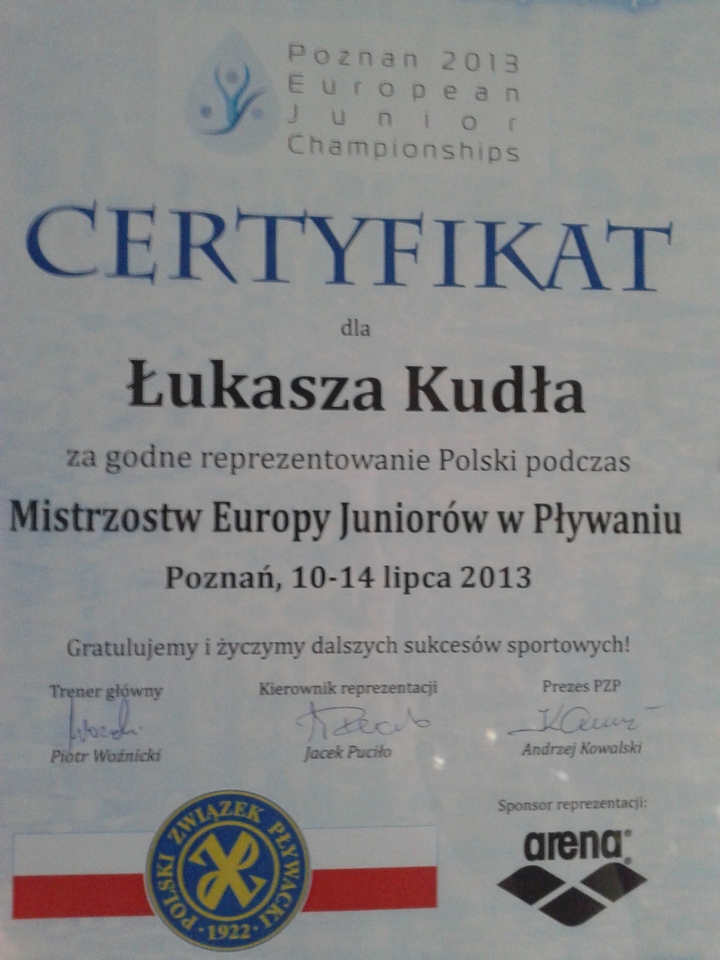 Poznan 2013
European
Junior
Championships
CERTYFIKAT
dla
Łukasza Kudła
za godne reprezentowanie Polski podczas
Mistrzostw Europy Juniorów w Pływaniu
Poznań, 10-14 lipca 2013
Gratulujemy i życzymy dalszych sukcesów sportowych!
Trener główny
Piotr Woźnicki
Kierownik reprezentacji
Jacek Puciło
Prezes PZP
Andrzej Kowalski
POLSKI ZWIĄZEK PŁYWACKI
· 1922 ·
Sponsor reprezentacji:
arena®